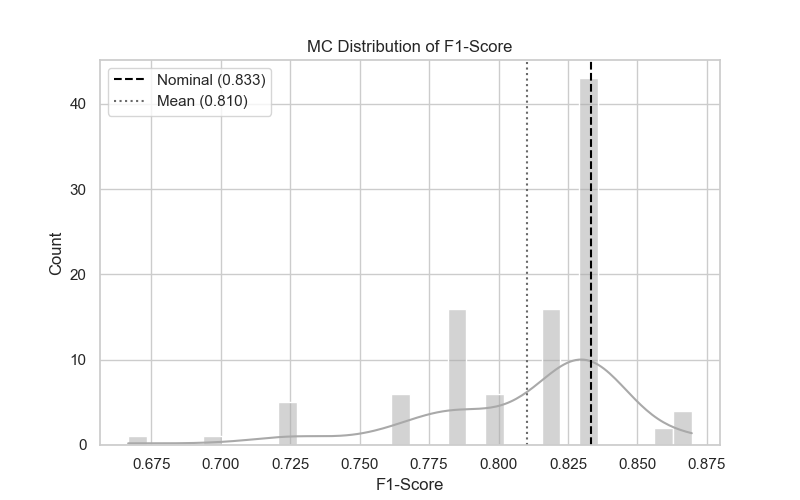 MC Distribution of F1-Score
Nominal (0.833)
Mean (0.810)
Count
40
30
20
10
0
0.675 0.700 0.725 0.750 0.775 0.800 0.825 0.850 0.875
F1-Score